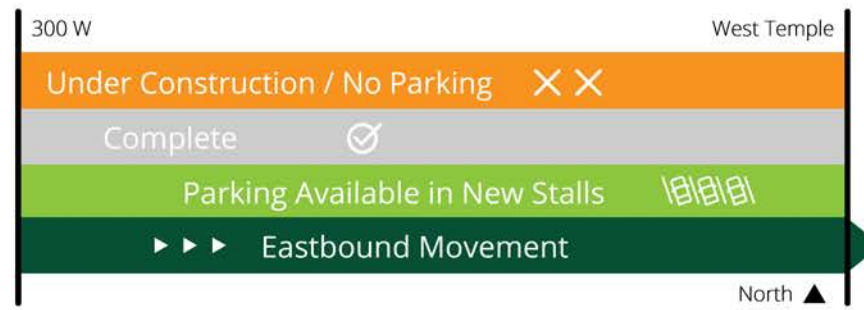 300 W West Temple
Under Construction / No Parking
Complete
Parking Available in New Stalls
Eastbound Movement
North